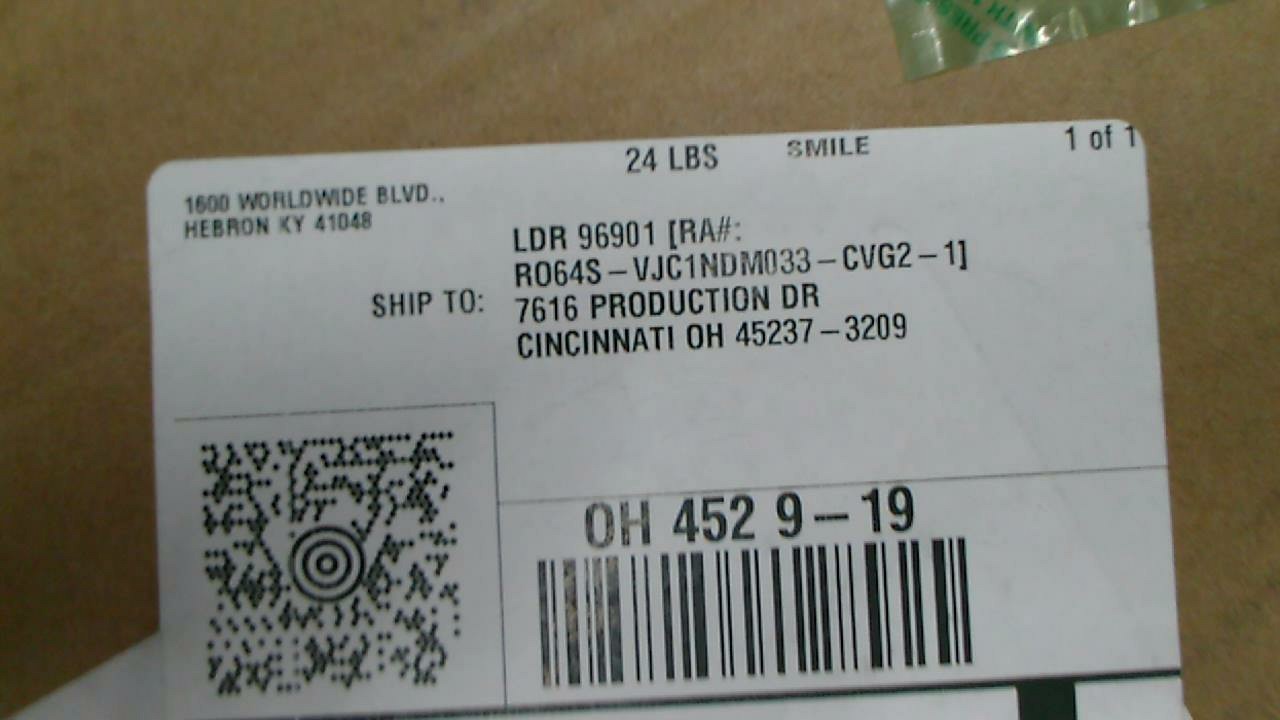 24 LBS SMILE 1 of 1
1600 WORLDWIDE BLVD..,
HEBRON KY 41048
LDR 96901 [RA#:
RO64S-VJC1NDM033-CVG2-1]
SHIP TO: 7616 PRODUCTION DR
CINCINNATI OH 45237-3209
OH 452 9-19